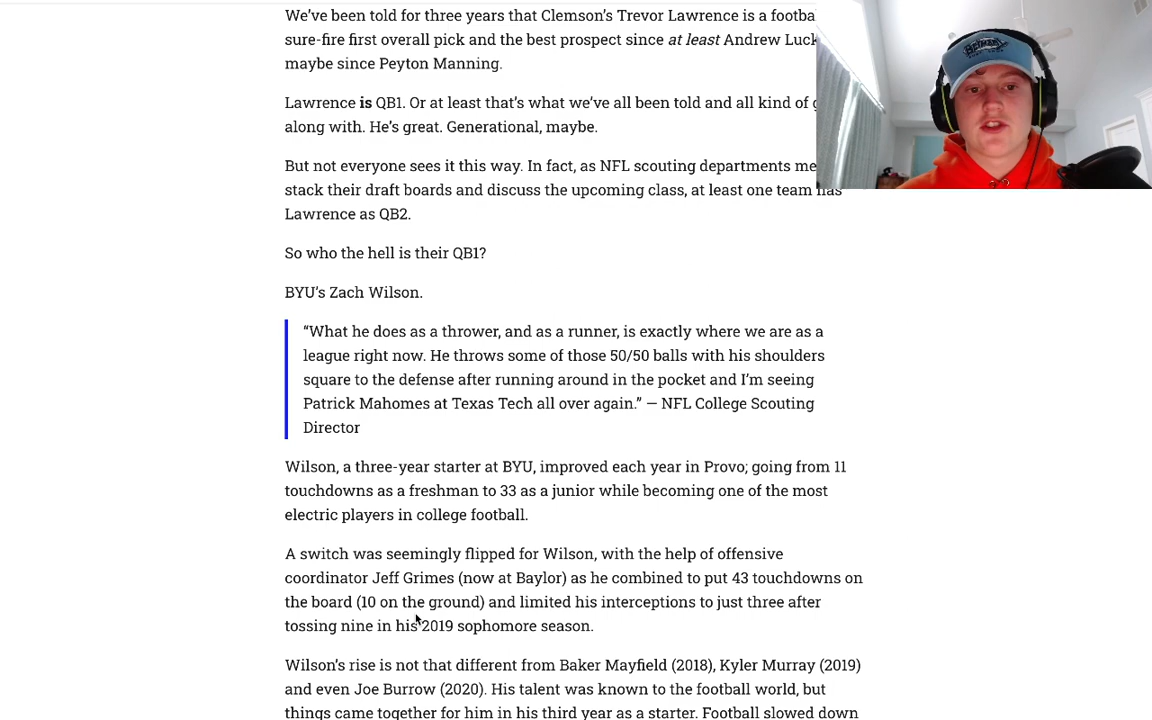 We've been told for three years that Clemson's Trevor Lawrence is a footba
sure-fire first overall pick and the best prospect since at least Andrew Luck
maybe since Peyton Manning.
Lawrence is QB1. Or at least that's what we've all been told and all kind of g
along with. He's great. Generational, maybe.
But not everyone sees it this way. In fact, as NFL scouting departments me
stack their draft boards and discuss the upcoming class, at least one team has
Lawrence as QB2.
So who the hell is their QB1?
BYU's Zach Wilson.
“What he does as a thrower, and as a runner, is exactly where we are as a
league right now. He throws some of those 50/50 balls with his shoulders
square to the defense after running around in the pocket and I'm seeing
Patrick Mahomes at Texas Tech all over again.” — NFL College Scouting
Director
Wilson, a three-year starter at BYU, improved each year in Provo; going from 11
touchdowns as a freshman to 33 as a junior while becoming one of the most
electric players in college football.
A switch was seemingly flipped for Wilson, with the help of offensive
coordinator Jeff Grimes (now at Baylor) as he combined to put 43 touchdowns on
the board (10 on the ground) and limited his interceptions to just three after
tossing nine in his 2019 sophomore season.
Wilson's rise is not that different from Baker Mayfield (2018), Kyler Murray (2019)
and even Joe Burrow (2020). His talent was known to the football world, but
things came together for him in his third year as a starter. Football slowed down